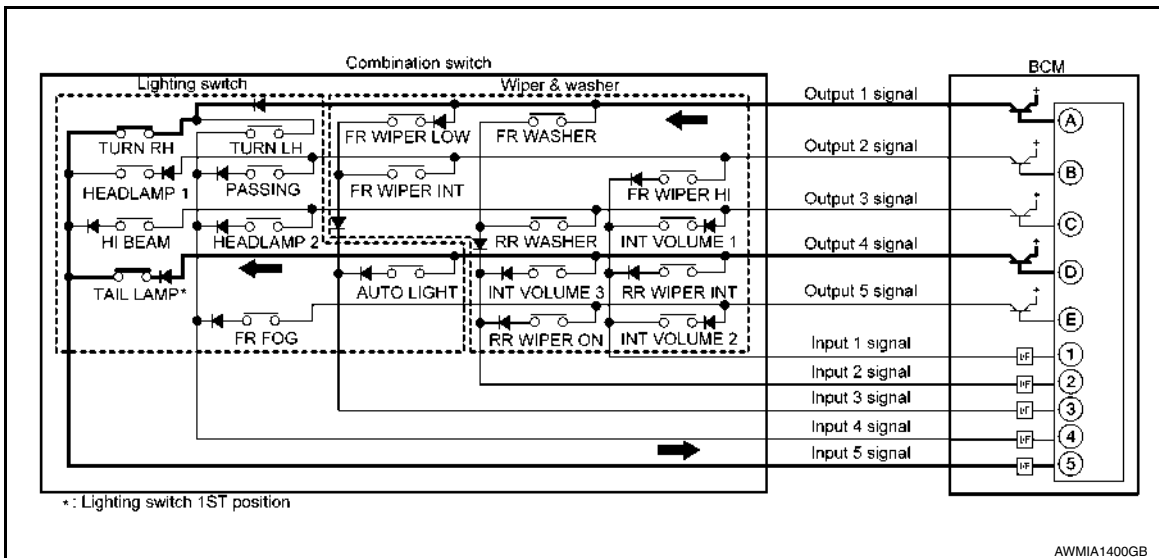 Combination switch
BCM
Lighting switch
Wiper & washer
Output 1 signal
A
TURN RH
TURN LH
FR WIPER LOW
FR WASHER
Output 2 signal
B
HEADLAMP 1
PASSING
FR WIPER INT
FR WIPER HI
Output 3 signal
C
HI BEAM
HEADLAMP 2
RR WASHER
INT VOLUME 1
Output 4 signal
D
TAIL LAMP*
AUTO LIGHT
INT VOLUME 3
RR WIPER INT
Output 5 signal
E
FR FOG
RR WIPER ON
INT VOLUME 2
Input 1 signal
I/F
1
Input 2 signal
I/F
2
Input 3 signal
I/F
3
Input 4 signal
I/F
4
Input 5 signal
I/F
5
* : Lighting switch 1ST position
AWMIA1400GB